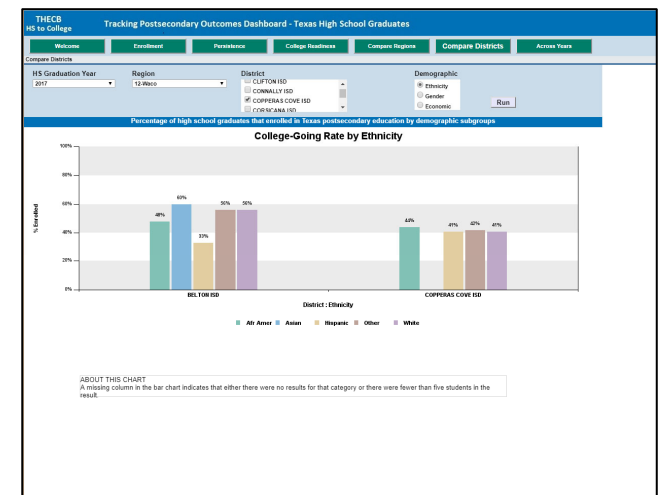 THECB
HS to College
Tracking Postsecondary Outcomes Dashboard - Texas High School Graduates
Welcome Enrollment Persistence College Readiness Compare Regions Compare Districts Across Years
Compare Districts
HS Graduation Year Region District Demographic
2017 12-Waco
CLIFTON ISD
CONNALLY ISD
COPPERAS COVE ISD
CORSICANA ISD
Ethnicity
Gender
Economic
Run
Percentage of high school graduates that enrolled in Texas postsecondary education by demographic subgroups
College-Going Rate by Ethnicity
% Enrolled
100%
80%
60%
40%
20%
0%
48% 60% 33% 56% 56% 44% 41% 42% 41%
BELTON ISD COPPERAS COVE ISD
District : Ethnicity
Afr Amer Asian Hispanic Other White
ABOUT THIS CHART
A missing column in the bar chart indicates that either there were no results for that category or there were fewer than five students in the
result.